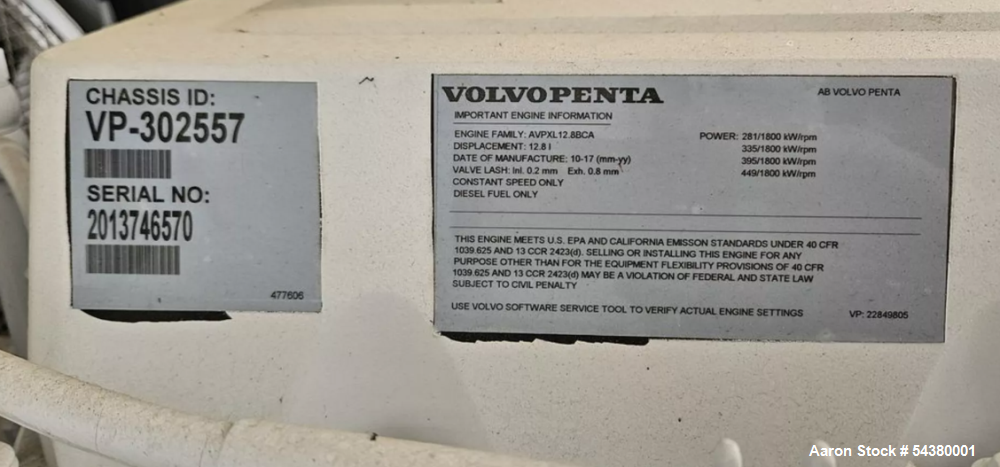 CHASSIS ID:
VP-302557
SERIAL NO:
2013746570
477606
VOLVO PENTA
AB VOLVO PENTA
IMPORTANT ENGINE INFORMATION
ENGINE FAMILY: AVPXL12.8BCA
DISPLACEMENT: 12.8 l
DATE OF MANUFACTURE: 10-17 (mm-yy)
VALVE LASH: Inl. 0.2 mm Exh. 0.8 mm
CONSTANT SPEED ONLY
DIESEL FUEL ONLY
POWER: 281/1800 kW/rpm
335/1800 kW/rpm
395/1800 kW/rpm
449/1800 kW/rpm
THIS ENGINE MEETS U.S. EPA AND CALIFORNIA EMISSON STANDARDS UNDER 40 CFR
1039.625 AND 13 CCR 2423(d). SELLING OR INSTALLING THIS ENGINE FOR ANY
PURPOSE OTHER THAN FOR THE EQUIPMENT FLEXIBILITY PROVISIONS OF 40 CFR
1039.625 AND 13 CCR 2423(d) MAY BE A VIOLATION OF FEDERAL AND STATE LAW
SUBJECT TO CIVIL PENALTY
USE VOLVO SOFTWARE SERVICE TOOL TO VERIFY ACTUAL ENGINE SETTINGS
VP: 22849805
Aaron Stock # 54380001